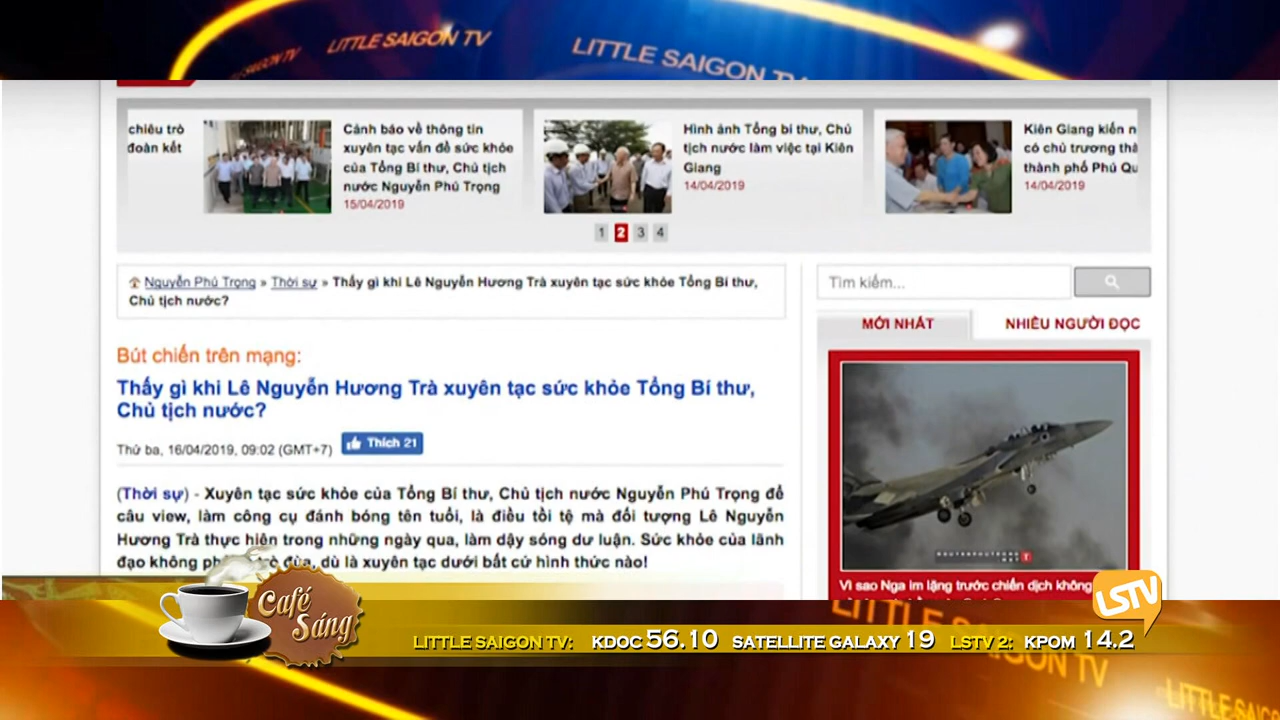 LITTLE SAIGON TV
LITTLE SAIGON TV
LITTLE SAIGON TV
chiêu trò
đoàn kết
Cảnh báo về thông tin
xuyên tạc vấn đề sức khỏe
của Tổng Bí thư, Chủ tịch
nước Nguyễn Phú Trọng
15/04/2019
Hình ảnh Tổng bí thư, Chủ
tịch nước làm việc tại Kiên
Giang
14/04/2019
Kiên Giang kiến n
có chủ trương thà
thành phố Phú Qu
14/04/2019
1 2 3 4
Nguyễn Phú Trọng » Thời sự » Thấy gì khi Lê Nguyễn Hương Trà xuyên tạc sức khỏe Tổng Bí thư,
Chủ tịch nước?
Tìm kiếm...
MỚI NHẤT
NHIỀU NGƯỜI ĐỌC
Bút chiến trên mạng:
Thấy gì khi Lê Nguyễn Hương Trà xuyên tạc sức khỏe Tổng Bí thư,
Chủ tịch nước?
Thứ ba, 16/04/2019, 09:02 (GMT+7)
Thích 21
(Thời sự) - Xuyên tạc sức khỏe của Tổng Bí thư, Chủ tịch nước Nguyễn Phú Trọng để
câu view, làm công cụ đánh bóng tên tuổi, là điều tồi tệ mà đối tượng Lê Nguyễn
Hương Trà thực hiện trong những ngày qua, làm dậy sóng dư luận. Sức khỏe của lãnh
đạo không đùa, dù là xuyên tạc dưới bất cứ hình thức nào!
Vì sao Nga im lặng trước chiến dịch không
LSTV
Café
Sáng
LITTLE SAIGON TV: KDOC 56.10 SATELLITE GALAXY 19 LSTV 2: KPOM 14.2
LITTLE SAIGON TV
LITTLE SAIGO